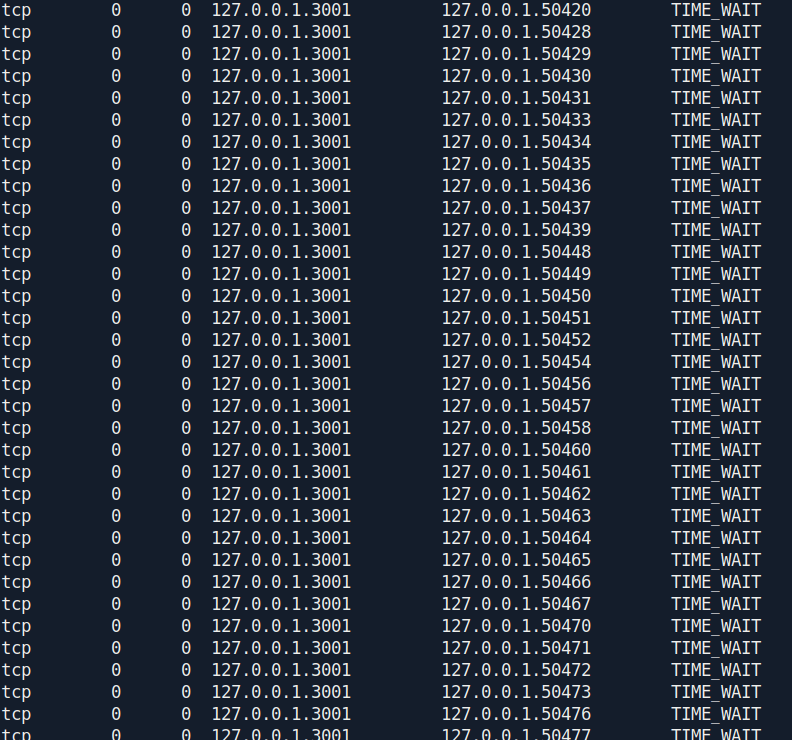 tcp 0 0 127.0.0.1.3001 127.0.0.1.50420 TIME_WAIT
tcp 0 0 127.0.0.1.3001 127.0.0.1.50428 TIME_WAIT
tcp 0 0 127.0.0.1.3001 127.0.0.1.50429 TIME_WAIT
tcp 0 0 127.0.0.1.3001 127.0.0.1.50430 TIME_WAIT
tcp 0 0 127.0.0.1.3001 127.0.0.1.50431 TIME_WAIT
tcp 0 0 127.0.0.1.3001 127.0.0.1.50433 TIME_WAIT
tcp 0 0 127.0.0.1.3001 127.0.0.1.50434 TIME_WAIT
tcp 0 0 127.0.0.1.3001 127.0.0.1.50435 TIME_WAIT
tcp 0 0 127.0.0.1.3001 127.0.0.1.50436 TIME_WAIT
tcp 0 0 127.0.0.1.3001 127.0.0.1.50437 TIME_WAIT
tcp 0 0 127.0.0.1.3001 127.0.0.1.50439 TIME_WAIT
tcp 0 0 127.0.0.1.3001 127.0.0.1.50448 TIME_WAIT
tcp 0 0 127.0.0.1.3001 127.0.0.1.50449 TIME_WAIT
tcp 0 0 127.0.0.1.3001 127.0.0.1.50450 TIME_WAIT
tcp 0 0 127.0.0.1.3001 127.0.0.1.50451 TIME_WAIT
tcp 0 0 127.0.0.1.3001 127.0.0.1.50452 TIME_WAIT
tcp 0 0 127.0.0.1.3001 127.0.0.1.50454 TIME_WAIT
tcp 0 0 127.0.0.1.3001 127.0.0.1.50456 TIME_WAIT
tcp 0 0 127.0.0.1.3001 127.0.0.1.50457 TIME_WAIT
tcp 0 0 127.0.0.1.3001 127.0.0.1.50458 TIME_WAIT
tcp 0 0 127.0.0.1.3001 127.0.0.1.50460 TIME_WAIT
tcp 0 0 127.0.0.1.3001 127.0.0.1.50461 TIME_WAIT
tcp 0 0 127.0.0.1.3001 127.0.0.1.50462 TIME_WAIT
tcp 0 0 127.0.0.1.3001 127.0.0.1.50463 TIME_WAIT
tcp 0 0 127.0.0.1.3001 127.0.0.1.50464 TIME_WAIT
tcp 0 0 127.0.0.1.3001 127.0.0.1.50465 TIME_WAIT
tcp 0 0 127.0.0.1.3001 127.0.0.1.50466 TIME_WAIT
tcp 0 0 127.0.0.1.3001 127.0.0.1.50467 TIME_WAIT
tcp 0 0 127.0.0.1.3001 127.0.0.1.50470 TIME_WAIT
tcp 0 0 127.0.0.1.3001 127.0.0.1.50471 TIME_WAIT
tcp 0 0 127.0.0.1.3001 127.0.0.1.50472 TIME_WAIT
tcp 0 0 127.0.0.1.3001 127.0.0.1.50473 TIME_WAIT
tcp 0 0 127.0.0.1.3001 127.0.0.1.50476 TIME_WAIT
tcp 0 0 127.0.0.1.3001 127.0.0.1.50477 TIME_WAIT